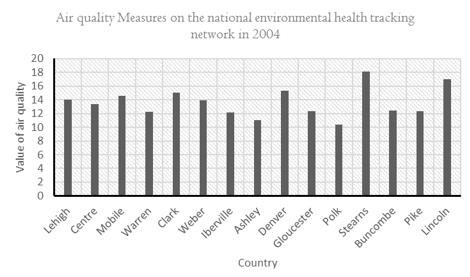 Air quality Measures on the national environmental health tracking
network in 2004
Value of air quality
20
18
16
14
12
10
8
6
4
2
0
Lehigh
Centre
Mobile
Warren
Clark
Weber
Iberville
Ashley
Denver
Gloucester
Polk
Stearns
Buncombe
Pike
Lincoln
Country